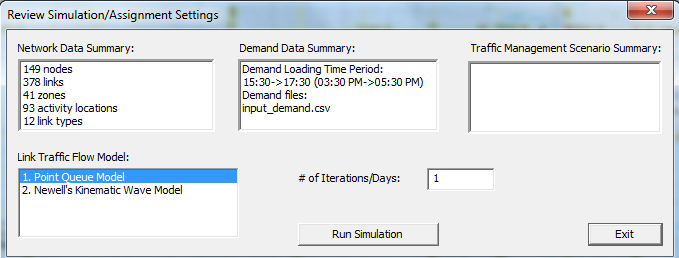 Review Simulation/Assignment Settings
Network Data Summary:
149 nodes
378 links
41 zones
93 activity locations
12 link types
Demand Data Summary:
Demand Loading Time Period:
15:30->17:30 (03:30 PM->05:30 PM)
Demand files:
input_demand.csv
Traffic Management Scenario Summary:
Link Traffic Flow Model:
1. Point Queue Model
2. Newell's Kinematic Wave Model
# of Iterations/Days:
1
Run Simulation
Exit